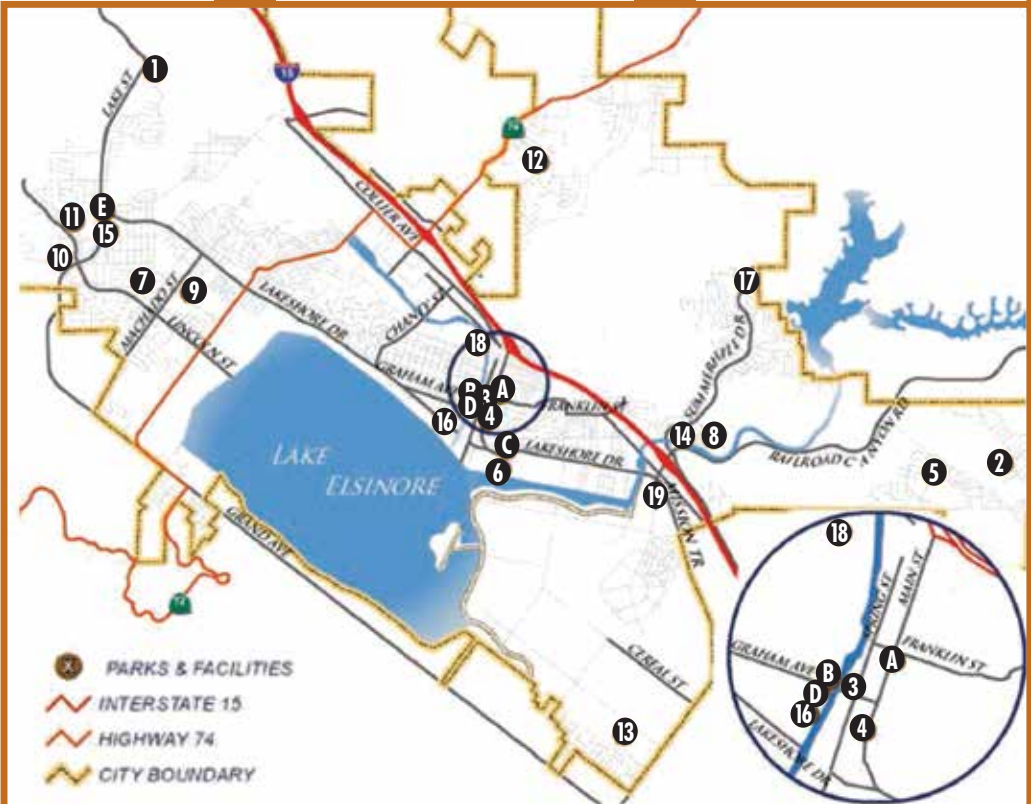 1
LAKE ST
15
12
COLLIER AVE
E
11
15
10
7
9
MACHADO ST
LINCOLN ST
LAKESHORE DR
CHANEY ST
17
SUMMERHILL DR
18
GRAHAM AVE
B
3
A
D
4
FRANKLIN ST
16
C
LAKESHORE DR
6
14
8
RAILROAD CANYON RD
5
2
19
MISSION TR
LAKE
ELSINORE
GRAND AVE
CEREAL ST
13
18
SPRING ST
MAIN ST
FRANKLIN ST
GRAHAM AVE
A
B
D
3
16
4
LAKESHORE DR
X PARKS & FACILITIES
INTERSTATE 15
HIGHWAY 74
CITY BOUNDARY